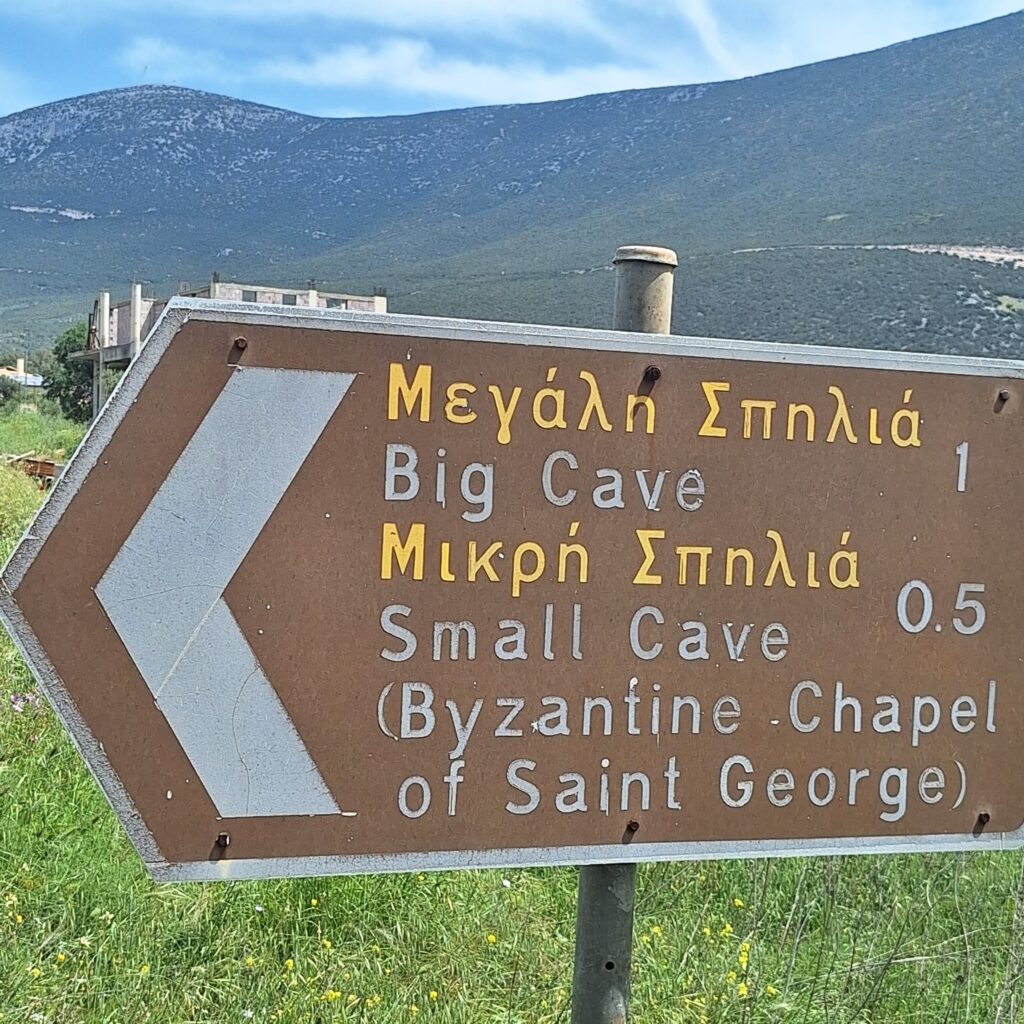 Μεγάλη Σπηλιά
Big Cave 1
Μικρή Σπηλιά
Small Cave 0.5
(Byzantine Chapel
of Saint George)